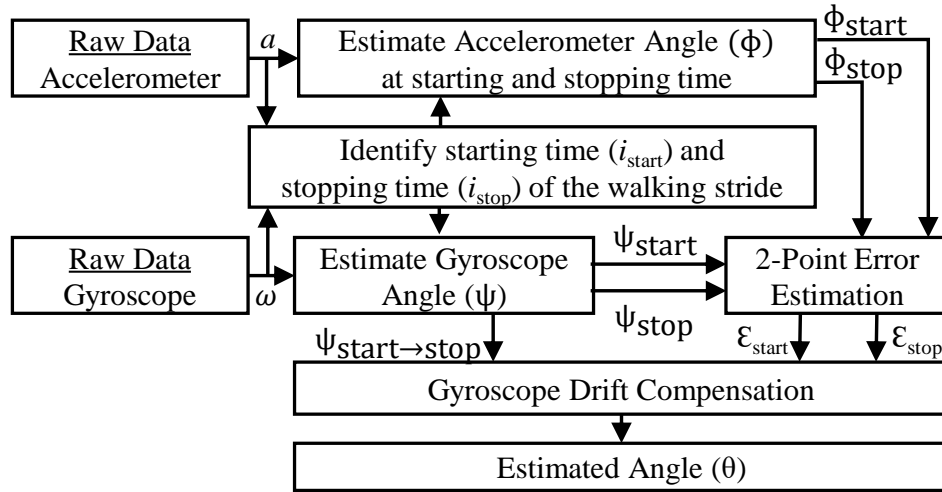 Raw Data
Accelerometer
a
Estimate Accelerometer Angle (ϕ)
at starting and stopping time
ϕstart
ϕstop
Identify starting time (istart) and
stopping time (istop) of the walking stride
Raw Data
Gyroscope
ω
Estimate Gyroscope
Angle (ψ)
ψstart
ψstop
2-Point Error
Estimation
ψstart→stop
Ɛstart
Ɛstop
Gyroscope Drift Compensation
Estimated Angle (θ)